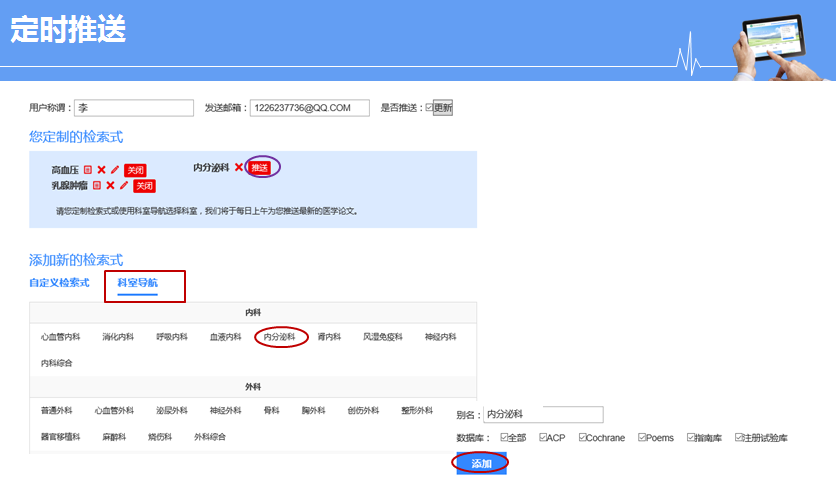 定时推送
用户称谓： 李 发送邮箱： 1226237736@QQ.COM 是否推送： 更新
您定制的检索式
高血压 关闭 内分泌科 推送
乳腺肿瘤 关闭
请您定制检索式或使用科室导航选择科室，我们将于每日上午为您推送最新的医学论文。
添加新的检索式
自定义检索式 科室导航
内科
心血管内科 消化内科 呼吸内科 血液内科 内分泌科 肾内科 风湿免疫科 神经内科
内科综合
外科
普通外科 心血管外科 泌尿外科 神经外科 骨科 胸外科 创伤外科 整形外科
器官移植科 麻醉科 烧伤科 外科综合
别名： 内分泌科
数据库： 全部 ACP Cochrane Poems 指南库 注册试验库
添加